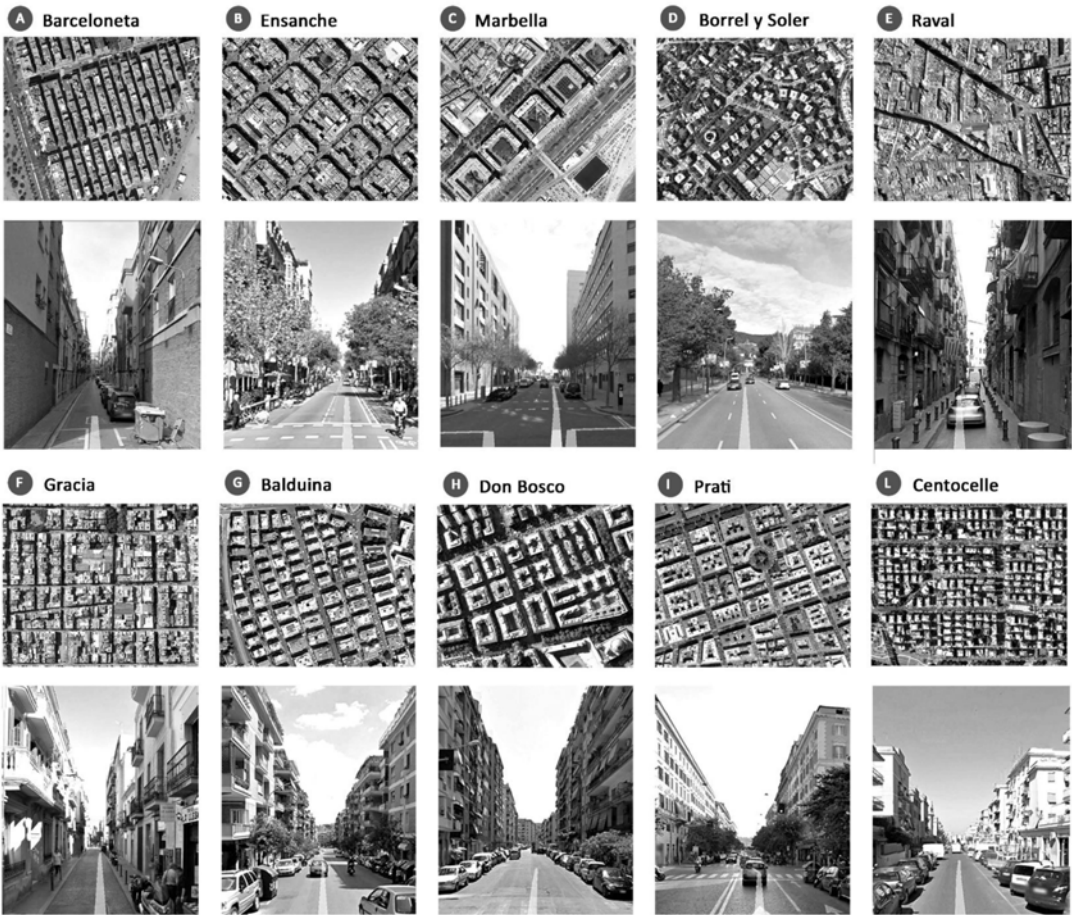 A Barceloneta
B Ensanche
C Marbella
D Borrel y Soler
E Raval
F Gracia
G Balduina
H Don Bosco
I Prati
L Centocelle